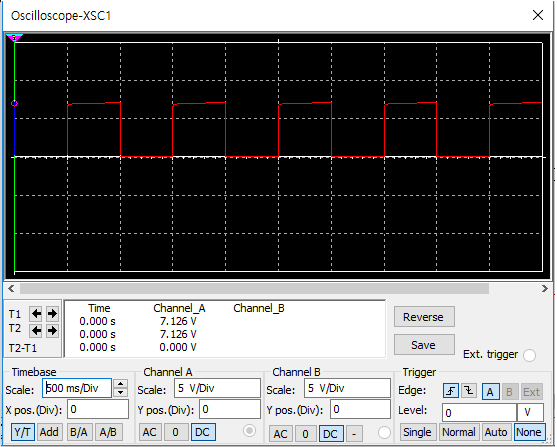 Oscilloscope-XSC1
T1
T2
T2-T1
Time Channel_A Channel_B
0.000 s 7.126 V
0.000 s 7.126 V
0.000 s 0.000 V
Reverse
Save
Ext. trigger
Timebase
Scale: 500 ms/Div
X pos.(Div): 0
Y/T Add B/A A/B
Channel A
Scale: 5 V/Div
Y pos.(Div): 0
AC 0 DC
Channel B
Scale: 5 V/Div
Y pos.(Div): 0
AC 0 DC -
Trigger
Edge: A B Ext
Level: 0 V
Single Normal Auto None